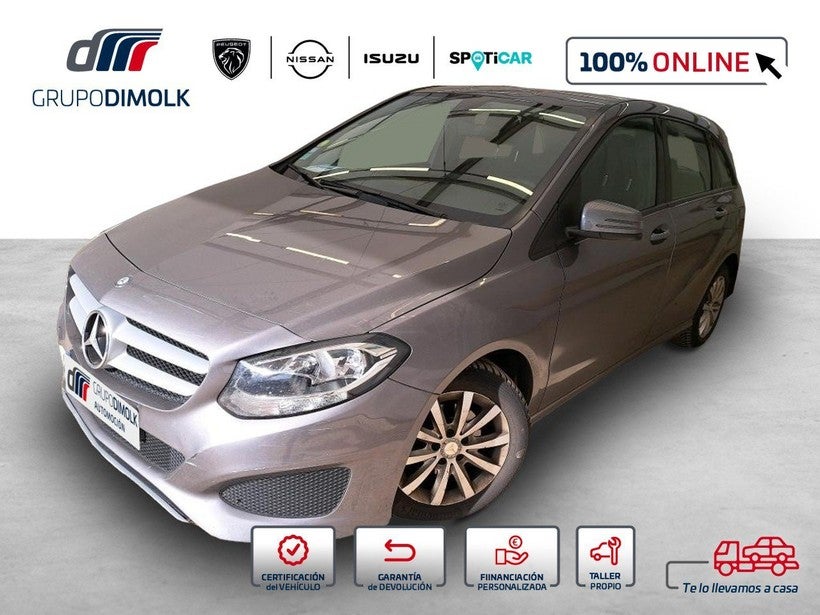 GRUPODIMOLK
PEUGEOT
NISSAN
ISUZU
SPOTiCAR
100% ONLINE
GRUPODIMOLK
AUTOMOCIÓN
CERTIFICACIÓN
del VEHÍCULO
GARANTÍA
de DEVOLUCIÓN
FIINANCIACIÓN
PERSONALIZADA
TALLER
PROPIO
Te lo llevamos a casa